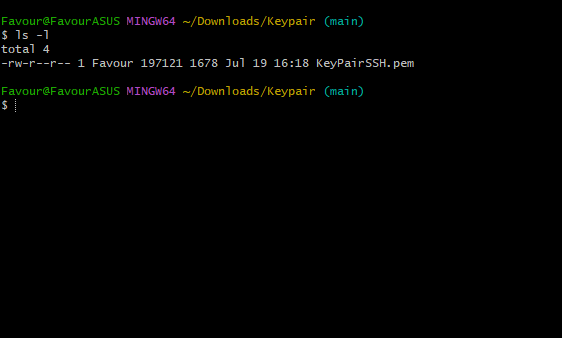 Favour@FavourASUS MINGW64 ~/Downloads/Keypair (main)
$ ls -l
total 4
-rw-r--r-- 1 Favour 197121 1678 Jul 19 16:18 KeyPairSSH.pem
Favour@FavourASUS MINGW64 ~/Downloads/Keypair (main)
$